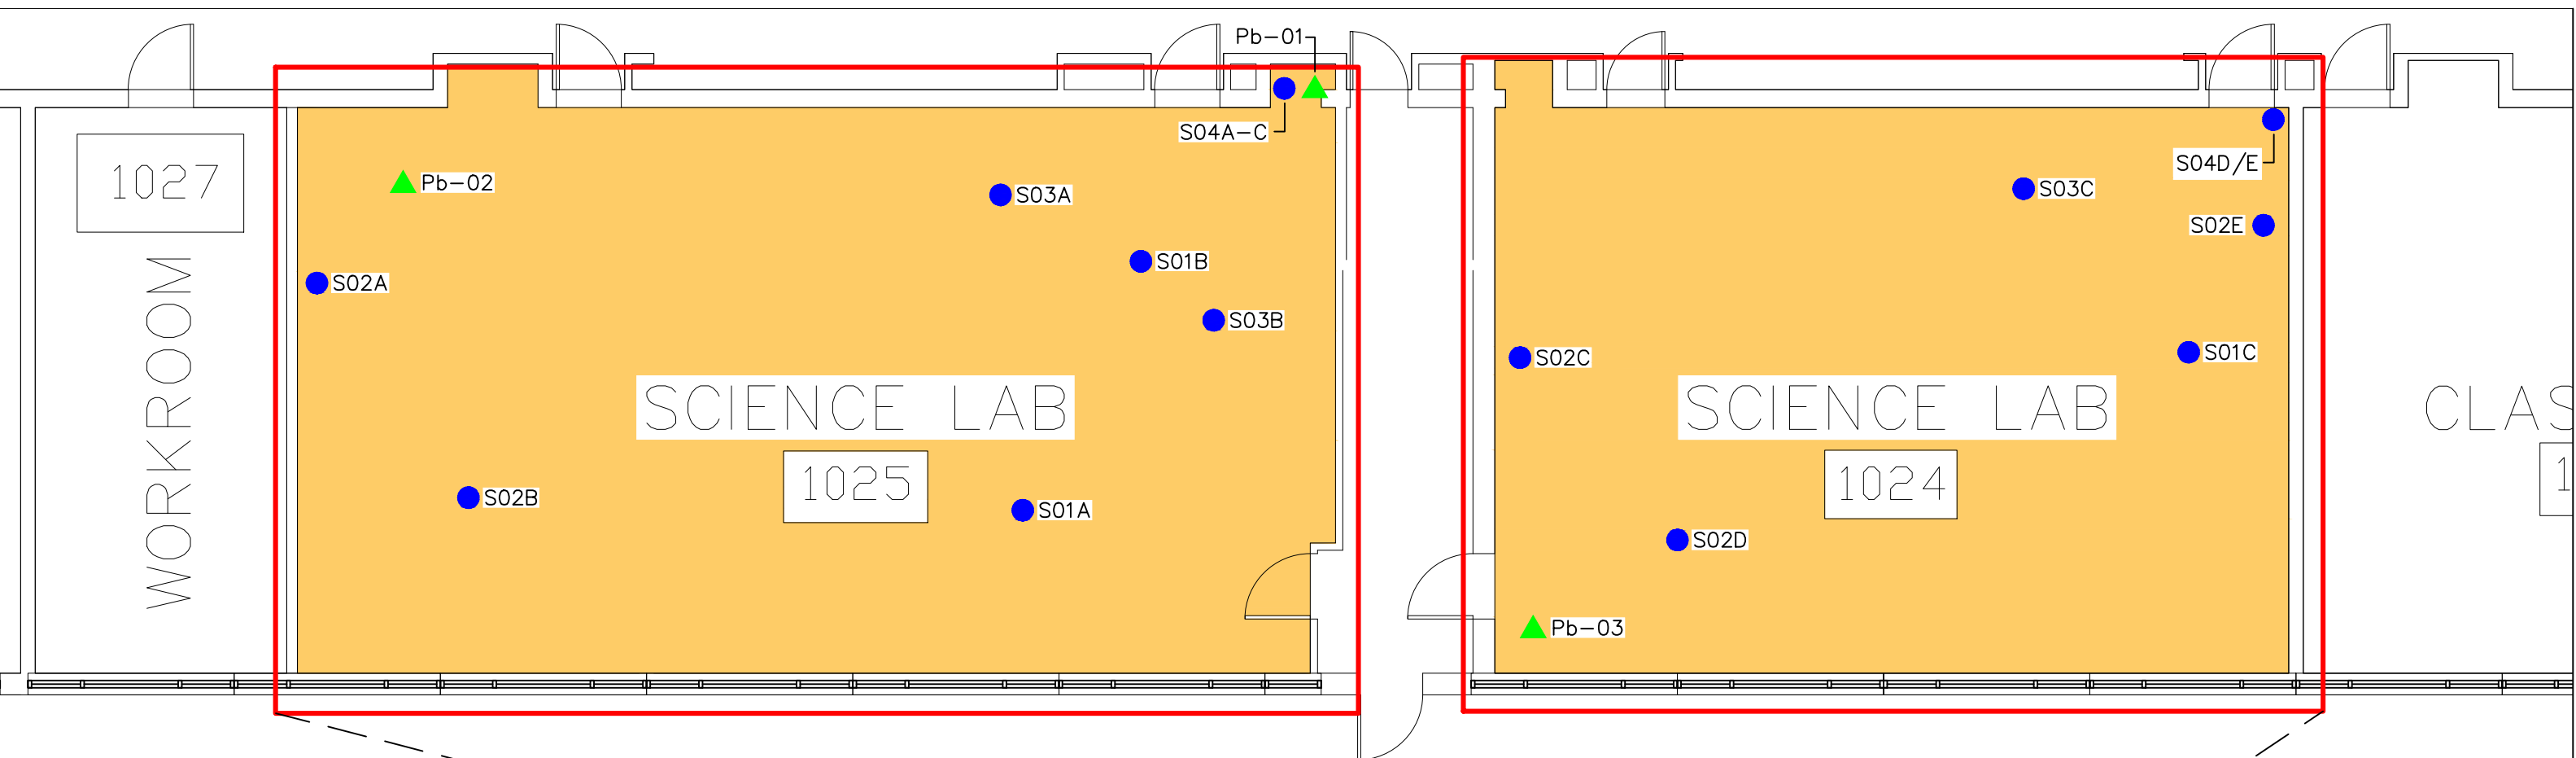 Pb-01
S04A-C
1027
Pb-02
S03A
S03C
S04D/E
S02E
S01B
S02A
S03B
S02C
S01C
WORKROOM
SCIENCE LAB
1025
SCIENCE LAB
1024
CLAS
1
S02B
S01A
S02D
Pb-03